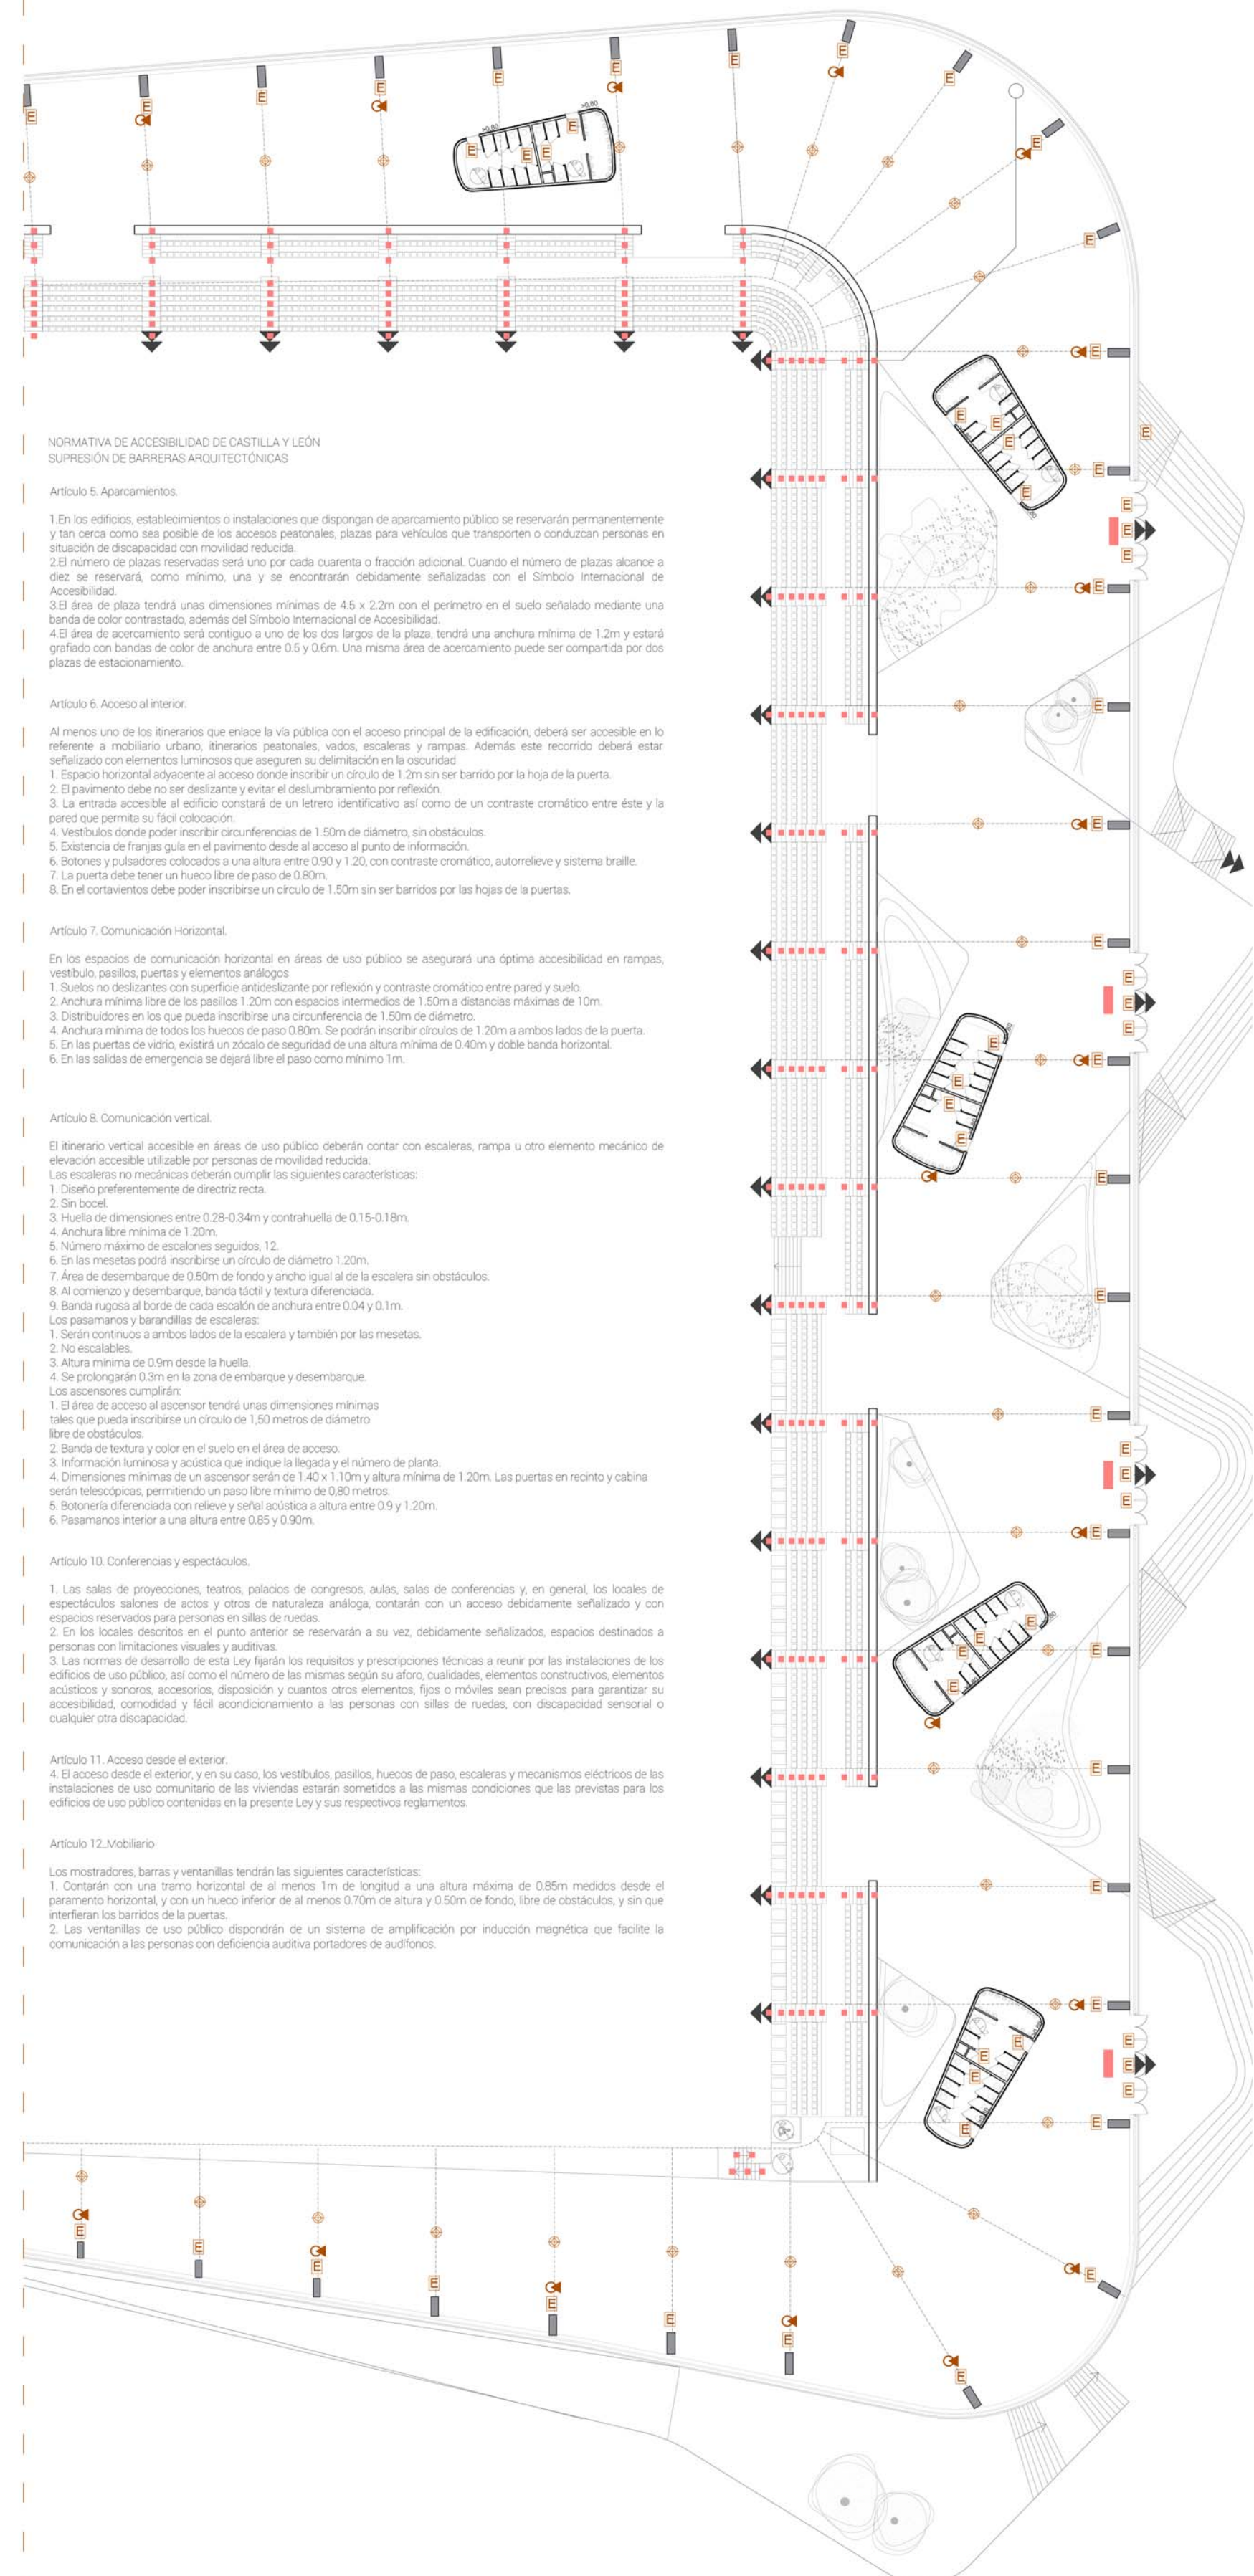 NORMATIVA DE ACCESIBILIDAD DE CASTILLA Y LEÓN
SUPRESIÓN DE BARRERAS ARQUITECTÓNICAS
Artículo 5. Aparcamientos.
1.En los edificios, establecimientos o instalaciones que dispongan de aparcamiento público se reservarán permanentemente
y tan cerca como sea posible de los accesos peatonales, plazas para vehículos que transporten o conduzcan personas en
situación de discapacidad con movilidad reducida.
2.El número de plazas reservadas será uno por cada cuarenta o fracción adicional. Cuando el número de plazas alcance a
diez se reservará, como mínimo, una y se encontrarán debidamente señalizadas con el Símbolo Internacional de
Accesibilidad.
3.El área de plaza tendrá unas dimensiones mínimas de 4.5 x 2.2m con el perímetro en el suelo señalado mediante una
banda de color contrastado, además del Símbolo Internacional de Accesibilidad.
4.El área de acercamiento será contiguo a uno de los dos largos de la plaza, tendrá una anchura mínima de 1.2m y estará
grafiado con bandas de color de anchura entre 0.5 y 0.6m. Una misma área de acercamiento puede ser compartida por dos
plazas de estacionamiento.
Artículo 6. Acceso al interior.
Al menos uno de los itinerarios que enlace la vía pública con el acceso principal de la edificación, deberá ser accesible en lo
referente a mobiliario urbano, itinerarios peatonales, vados, escaleras y rampas. Además este recorrido deberá estar
señalizado con elementos luminosos que aseguren su delimitación en la oscuridad
1. Espacio horizontal adyacente al acceso donde inscribir un círculo de 1.2m sin ser barrido por la hoja de la puerta.
2. El pavimento debe no ser deslizante y evitar el deslumbramiento por reflexión.
3. La entrada accesible al edificio constará de un letrero identificativo así como de un contraste cromático entre éste y la
pared que permita su fácil colocación.
4. Vestíbulos donde poder inscribir circunferencias de 1.50m de diámetro, sin obstáculos.
5. Existencia de franjas guía en el pavimento desde al acceso al punto de información.
6. Botones y pulsadores colocados a una altura entre 0.90 y 1.20, con contraste cromático, autorrelieve y sistema braille.
7. La puerta debe tener un hueco libre de paso de 0.80m.
8. En el cortavientos debe poder inscribirse un círculo de 1.50m sin ser barridos por las hojas de la puertas.
Artículo 7. Comunicación Horizontal.
En los espacios de comunicación horizontal en áreas de uso público se asegurará una óptima accesibilidad en rampas,
vestíbulo, pasillos, puertas y elementos análogos
1. Suelos no deslizantes con superficie antideslizante por reflexión y contraste cromático entre pared y suelo.
2. Anchura mínima libre de los pasillos 1.20m con espacios intermedios de 1.50m a distancias máximas de 10m.
3. Distribuidores en los que pueda inscribirse una circunferencia de 1.50m de diámetro.
4. Anchura mínima de todos los huecos de paso 0.80m. Se podrán inscribir círculos de 1.20m a ambos lados de la puerta.
5. En las puertas de vidrio, existirá un zócalo de seguridad de una altura mínima de 0.40m y doble banda horizontal.
6. En las salidas de emergencia se dejará libre el paso como mínimo 1m.
Artículo 8. Comunicación vertical.
El itinerario vertical accesible en áreas de uso público deberán contar con escaleras, rampa u otro elemento mecánico de
elevación accesible utilizable por personas de movilidad reducida.
Las escaleras no mecánicas deberán cumplir las siguientes características:
1. Diseño preferentemente de directriz recta.
2. Sin bocel.
3. Huella de dimensiones entre 0.28-0.34m y contrahuella de 0.15-0.18m.
4. Anchura libre mínima de 1.20m.
5. Número máximo de escalones seguidos, 12.
6. En las mesetas podrá inscribirse un círculo de diámetro 1.20m.
7. Área de desembarque de 0.50m de fondo y ancho igual al de la escalera sin obstáculos.
8. Al comienzo y desembarque, banda táctil y textura diferenciada.
9. Banda rugosa al borde de cada escalón de anchura entre 0.04 y 0.1m.
Los pasamanos y barandillas de escaleras:
1. Serán continuos a ambos lados de la escalera y también por las mesetas.
2. No escalables.
3. Altura mínima de 0.9m desde la huella.
4. Se prolongarán 0.3m en la zona de embarque y desembarque.
Los ascensores cumplirán:
1. El área de acceso al ascensor tendrá unas dimensiones mínimas
tales que pueda inscribirse un círculo de 1,50 metros de diámetro
libre de obstáculos.
2. Banda de textura y color en el suelo en el área de acceso.
3. Información luminosa y acústica que indique la llegada y el número de planta.
4. Dimensiones mínimas de un ascensor serán de 1.40 x 1.10m y altura mínima de 1.20m. Las puertas en recinto y cabina
serán telescópicas, permitiendo un paso libre mínimo de 0,80 metros.
5. Botonería diferenciada con relieve y señal acústica a altura entre 0.9 y 1.20m.
6. Pasamanos interior a una altura entre 0.85 y 0.90m.
Artículo 10. Conferencias y espectáculos.
1. Las salas de proyecciones, teatros, palacios de congresos, aulas, salas de conferencias y, en general, los locales de
espectáculos salones de actos y otros de naturaleza análoga, contarán con un acceso debidamente señalizado y con
espacios reservados para personas en sillas de ruedas.
2. En los locales descritos en el punto anterior se reservarán a su vez, debidamente señalizados, espacios destinados a
personas con limitaciones visuales y auditivas.
3. Las normas de desarrollo de esta Ley fijarán los requisitos y prescripciones técnicas a reunir por las instalaciones de los
edificios de uso público, así como el número de las mismas según su aforo, cualidades, elementos constructivos, elementos
acústicos y sonoros, accesorios, disposición y cuantos otros elementos, fijos o móviles sean precisos para garantizar su
accesibilidad, comodidad y fácil acondicionamiento a las personas con sillas de ruedas, con discapacidad sensorial o
cualquier otra discapacidad.
Artículo 11. Acceso desde el exterior.
4. El acceso desde el exterior, y en su caso, los vestíbulos, pasillos, huecos de paso, escaleras y mecanismos eléctricos de las
instalaciones de uso comunitario de las viviendas estarán sometidos a las mismas condiciones que las previstas para los
edificios de uso público contenidas en la presente Ley y sus respectivos reglamentos.
Artículo 12_Mobiliario
Los mostradores, barras y ventanillas tendrán las siguientes características:
1. Contarán con una tramo horizontal de al menos 1m de longitud a una altura máxima de 0.85m medidos desde el
paramento horizontal, y con un hueco inferior de al menos 0.70m de altura y 0.50m de fondo, libre de obstáculos, y sin que
interfieran los barridos de la puertas.
2. Las ventanillas de uso público dispondrán de un sistema de amplificación por inducción magnética que facilite la
comunicación a las personas con deficiencia auditiva portadores de audífonos.